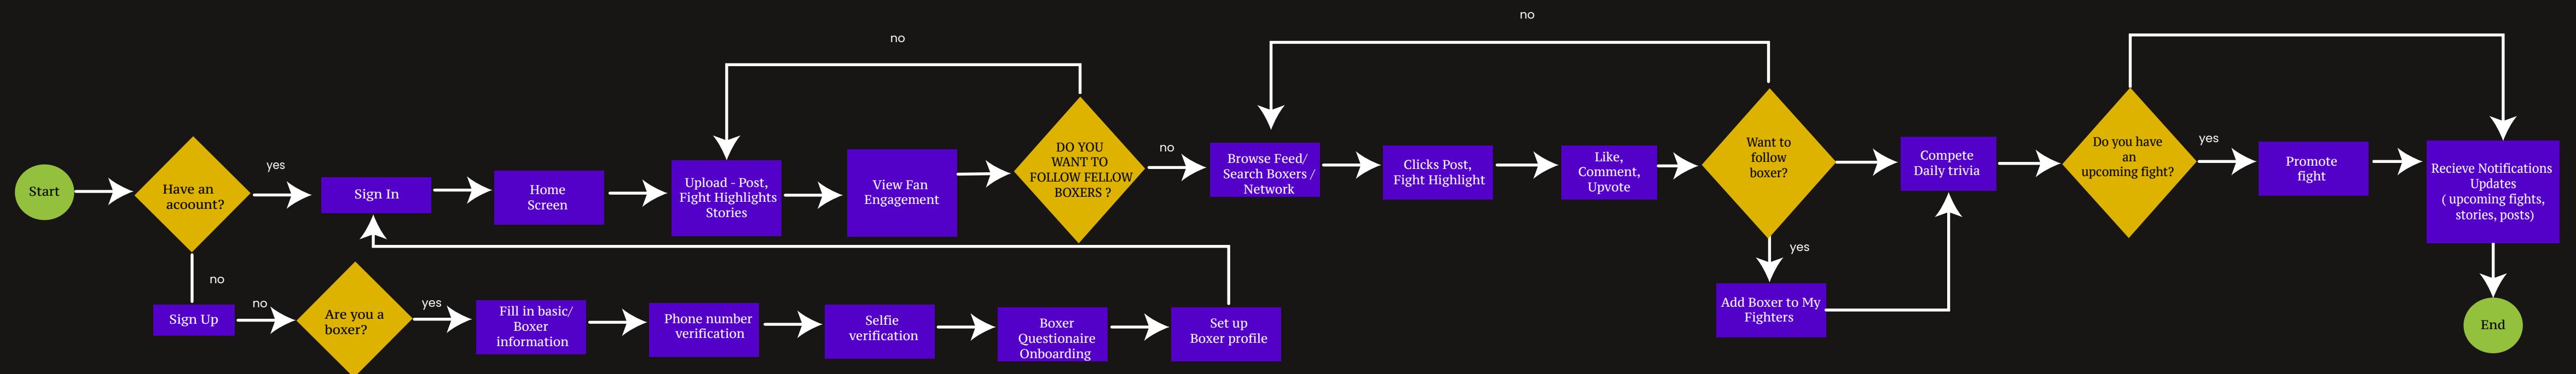 no
no
Start
Have an
acoount?
yes
Sign In
Home
Screen
Upload - Post,
Fight Highlights
Stories
View Fan
Engagement
DO YOU
WANT TO
FOLLOW FELLOW
BOXERS ?
no
Browse Feed/
Search Boxers /
Network
Clicks Post,
Fight Highlight
Like,
Comment,
Upvote
Want to
follow
boxer?
Compete
Daily trivia
Do you have
an
upcoming fight?
yes
Promote
fight
Recieve Notifications
Updates
( upcoming fights,
stories, posts)
no
Sign Up
no
Are you a
boxer?
yes
Fill in basic/
Boxer
information
Phone number
verification
Selfie
verification
Boxer
Questionaire
Onboarding
Set up
Boxer profile
yes
Add Boxer to My
Fighters
End